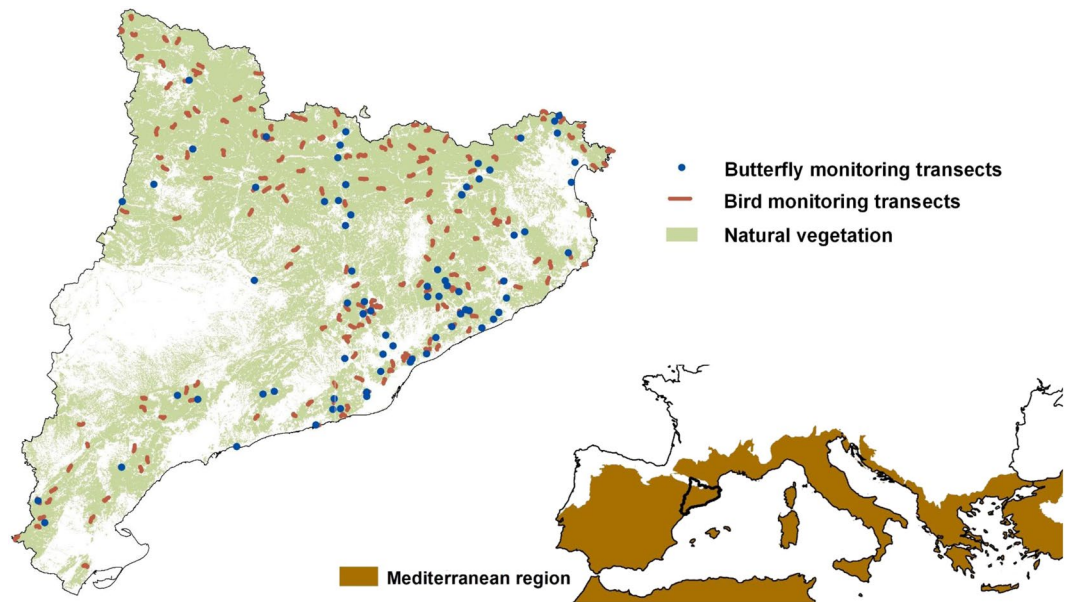 Butterfly monitoring transects
Bird monitoring transects
Natural vegetation
Mediterranean region